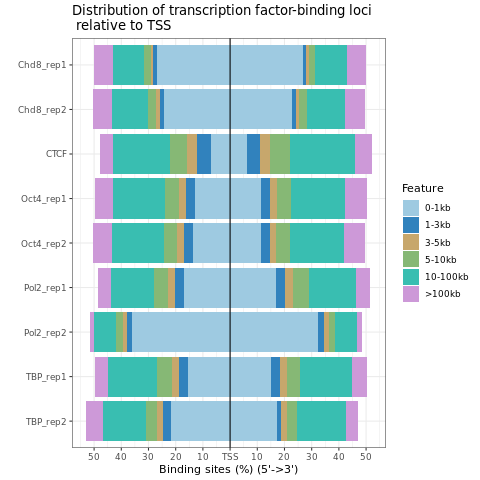 Distribution of transcription factor-binding loci
relative to TSS
Chd8_rep1
Chd8_rep2
CTCF
Oct4_rep1
Oct4_rep2
Pol2_rep1
Pol2_rep2
TBP_rep1
TBP_rep2
50 40 30 20 10 TSS 10 20 30 40 50
Binding sites (%) (5'->3')
Feature
0-1kb
1-3kb
3-5kb
5-10kb
10-100kb
>100kb